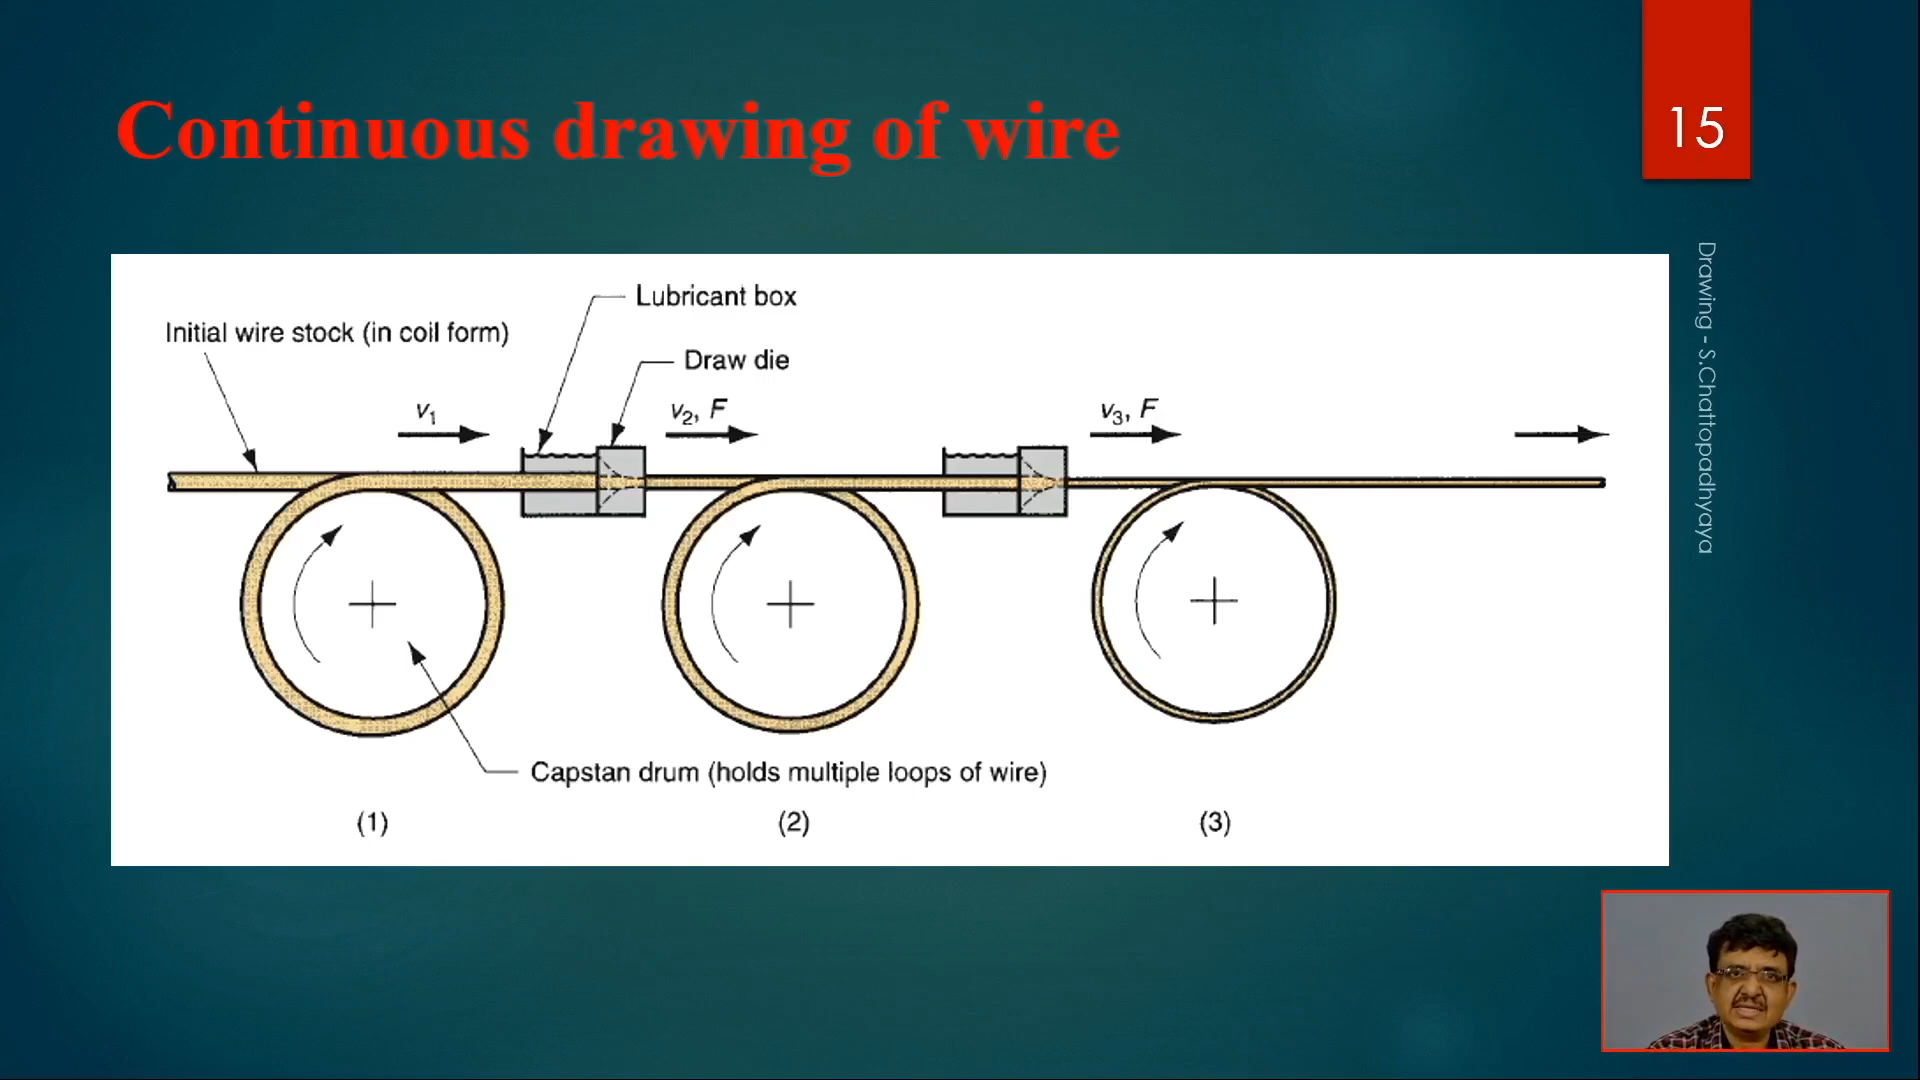 Continuous drawing of wire
15
Drawing - S.Chattopadhyaya
Lubricant box
Initial wire stock (in coil form)
Draw die
v₁
v₂, F
v₃, F
Capstan drum (holds multiple loops of wire)
(1)
(2)
(3)